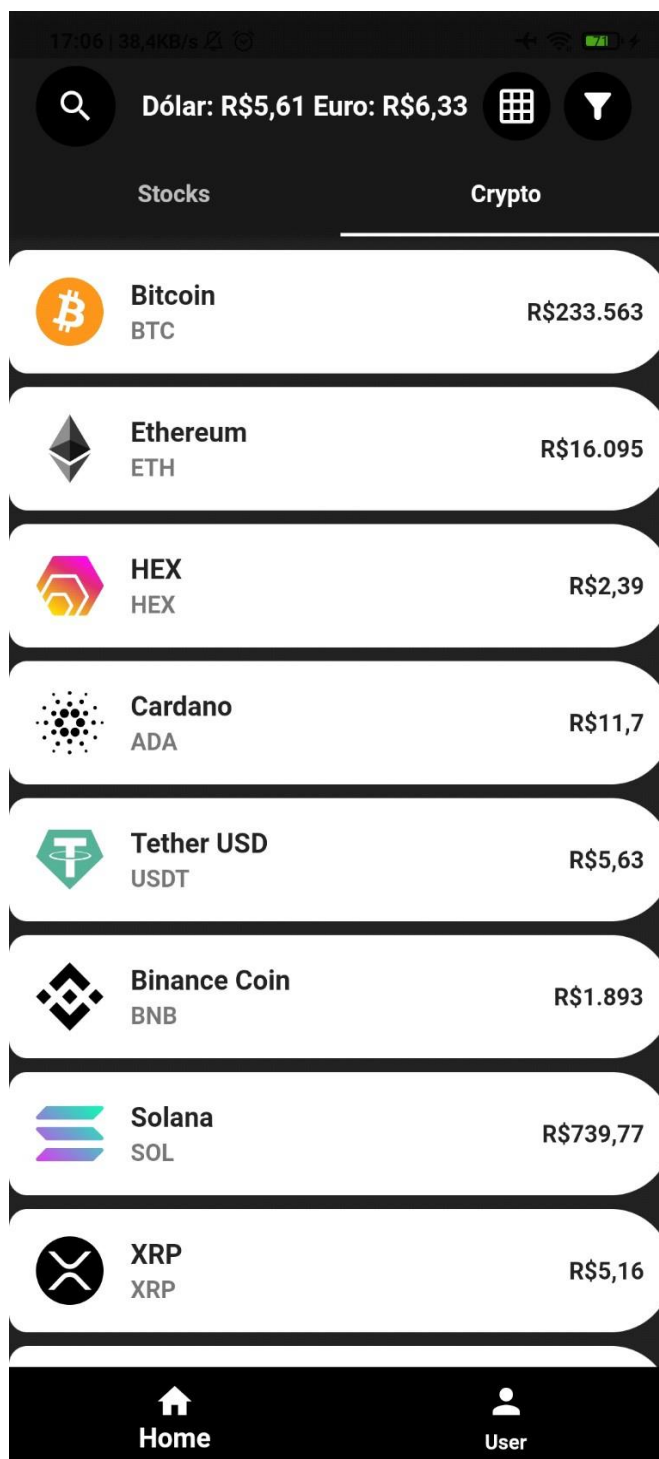 17:06 | 38,4KB/s
71
Dólar: R$5,61 Euro: R$6,33
Stocks
Crypto
Bitcoin
BTC
R$233.563
Ethereum
ETH
R$16.095
HEX
HEX
R$2,39
Cardano
ADA
R$11,7
Tether USD
USDT
R$5,63
Binance Coin
BNB
R$1.893
Solana
SOL
R$739,77
XRP
XRP
R$5,16
Home
User